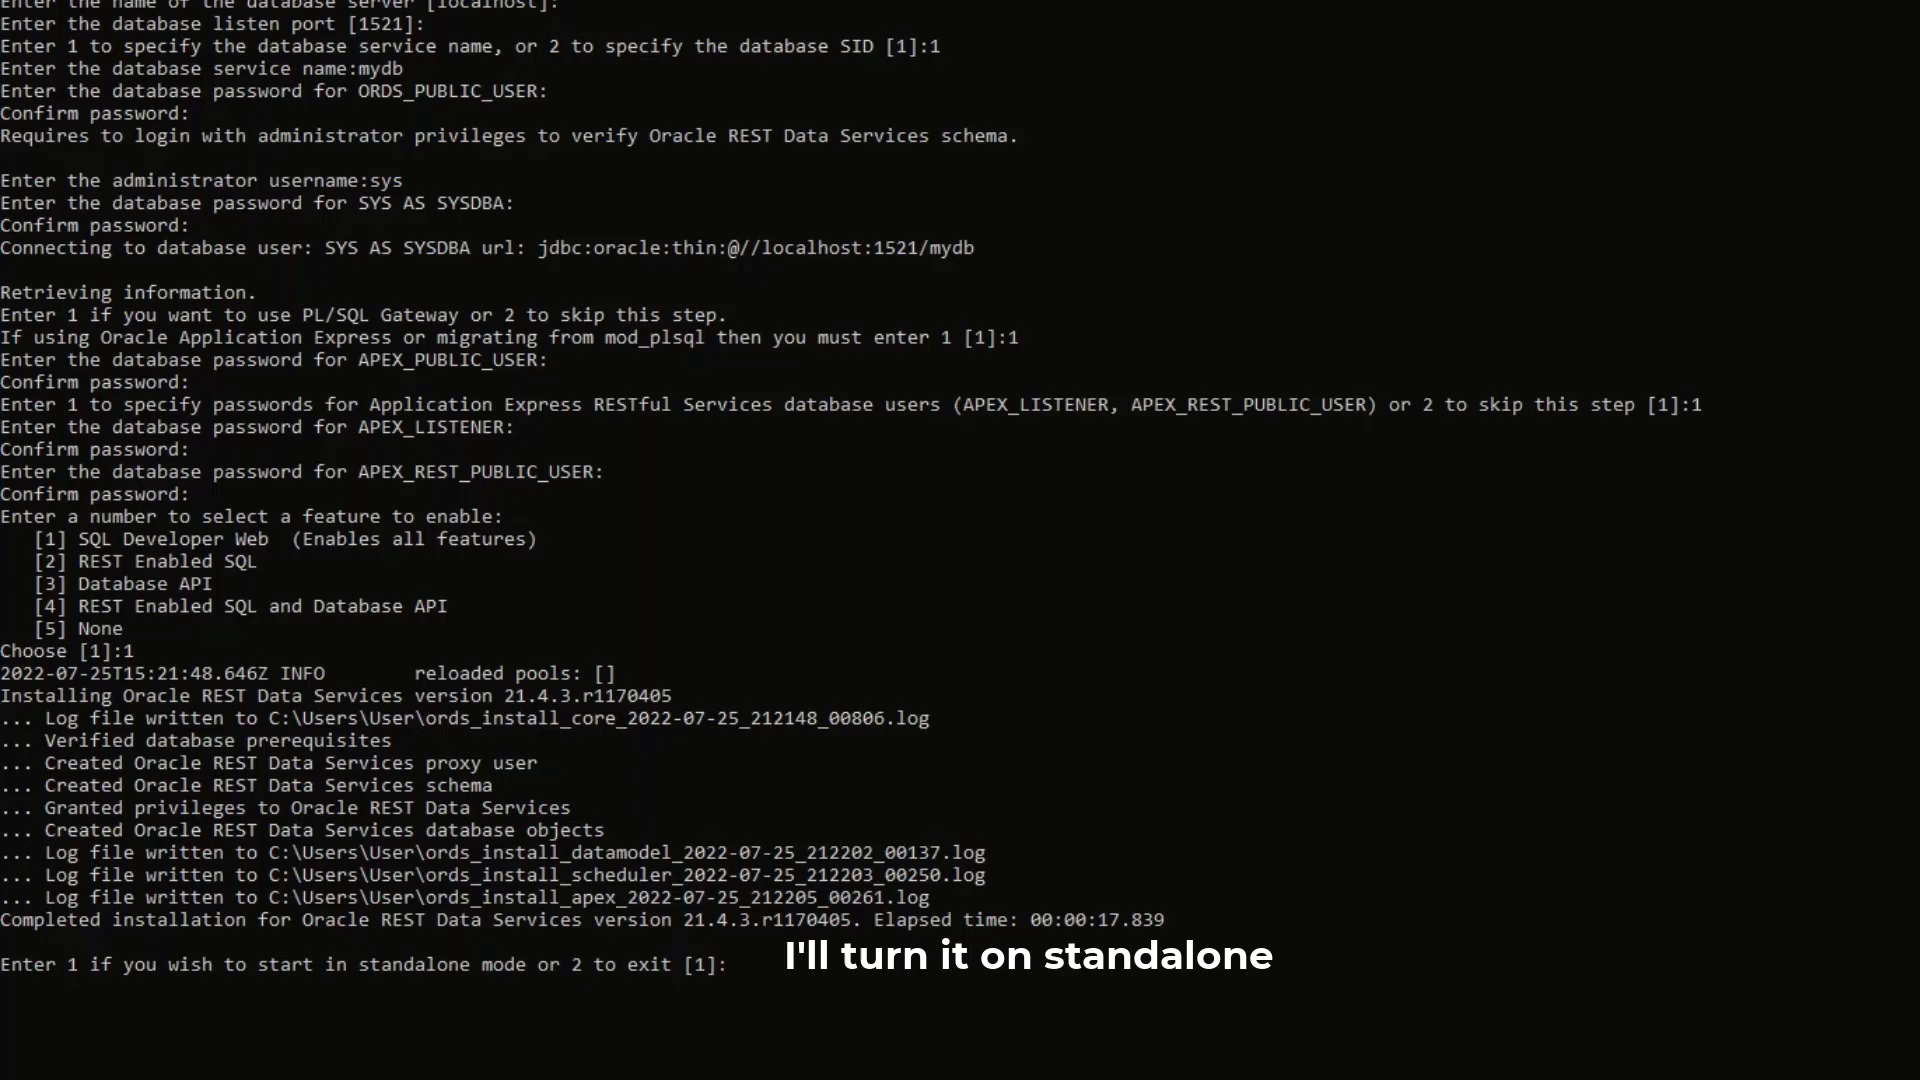 Enter the name of the database server [localhost]:
Enter the database listen port [1521]:
Enter 1 to specify the database service name, or 2 to specify the database SID [1]:1
Enter the database service name:mydb
Enter the database password for ORDS_PUBLIC_USER:
Confirm password:
Requires to login with administrator privileges to verify Oracle REST Data Services schema.
Enter the administrator username:sys
Enter the database password for SYS AS SYSDBA:
Confirm password:
Connecting to database user: SYS AS SYSDBA url: jdbc:oracle:thin:@//localhost:1521/mydb
Retrieving information.
Enter 1 if you want to use PL/SQL Gateway or 2 to skip this step.
If using Oracle Application Express or migrating from mod_plsql then you must enter 1 [1]:1
Enter the database password for APEX_PUBLIC_USER:
Confirm password:
Enter 1 to specify passwords for Application Express RESTful Services database users (APEX_LISTENER, APEX_REST_PUBLIC_USER) or 2 to skip this step [1]:1
Enter the database password for APEX_LISTENER:
Confirm password:
Enter the database password for APEX_REST_PUBLIC_USER:
Confirm password:
Enter a number to select a feature to enable:
[1] SQL Developer Web  (Enables all features)
[2] REST Enabled SQL
[3] Database API
[4] REST Enabled SQL and Database API
[5] None
Choose [1]:1
2022-07-25T15:21:48.646Z INFO        reloaded pools: []
Installing Oracle REST Data Services version 21.4.3.r1170405
... Log file written to C:\Users\User\ords_install_core_2022-07-25_212148_00806.log
... Verified database prerequisites
... Created Oracle REST Data Services proxy user
... Created Oracle REST Data Services schema
... Granted privileges to Oracle REST Data Services
... Created Oracle REST Data Services database objects
... Log file written to C:\Users\User\ords_install_datamodel_2022-07-25_212202_00137.log
... Log file written to C:\Users\User\ords_install_scheduler_2022-07-25_212203_00250.log
... Log file written to C:\Users\User\ords_install_apex_2022-07-25_212205_00261.log
Completed installation for Oracle REST Data Services version 21.4.3.r1170405. Elapsed time: 00:00:17.839
Enter 1 if you wish to start in standalone mode or 2 to exit [1]:
I'll turn it on standalone